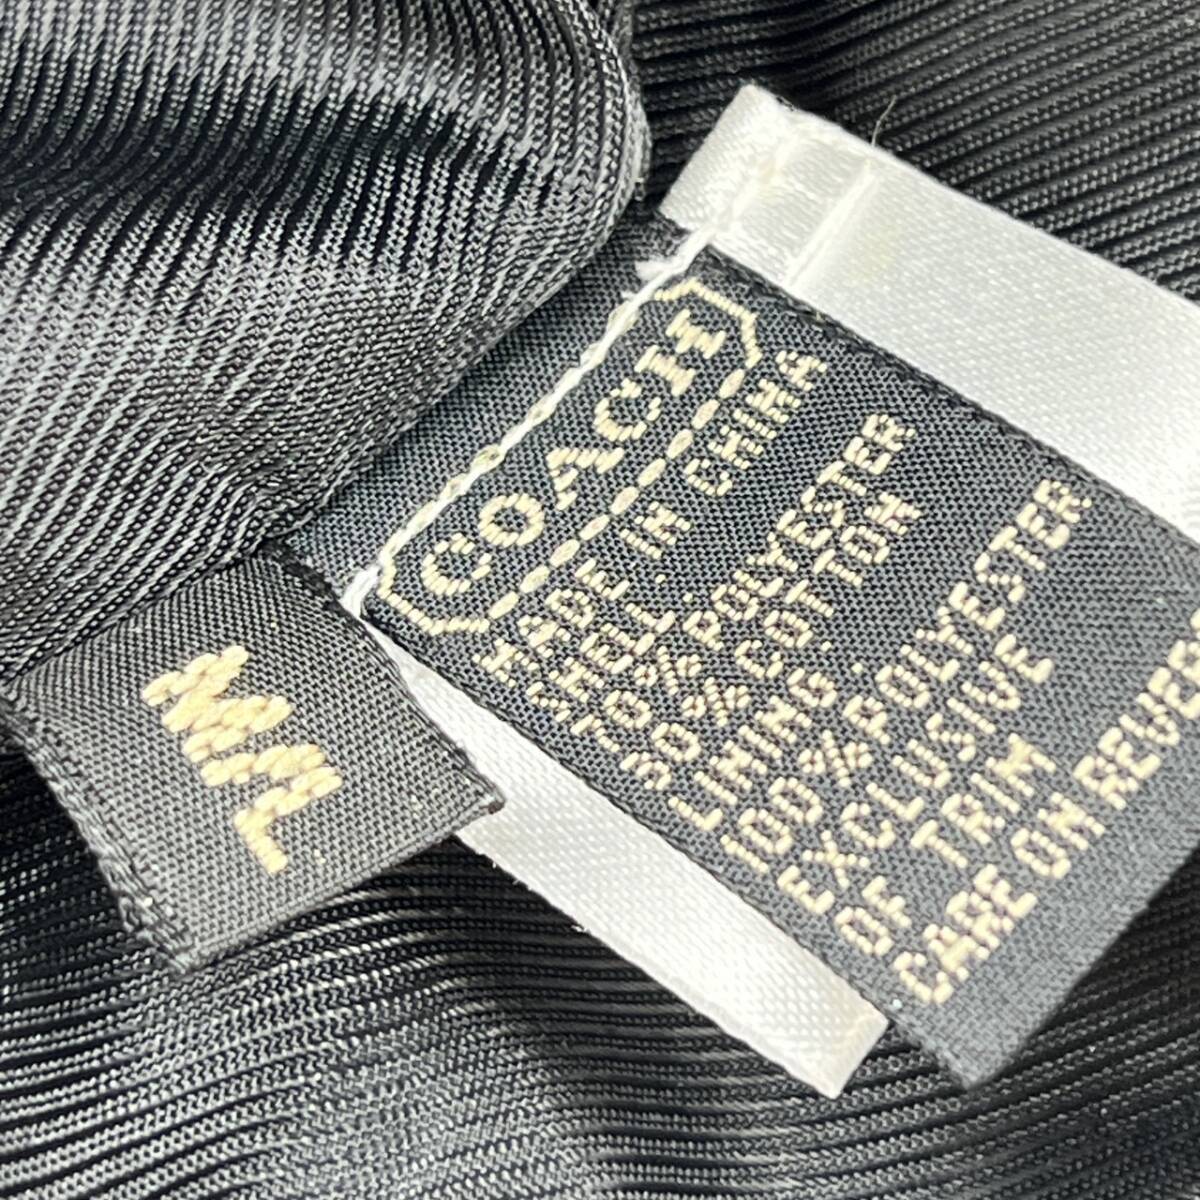 COACH
MADE IN CHINA
SHELL:
70% POLYESTER
30% COTTON
LINING:
100% POLYESTER
EXCLUSIVE
OF TRIM
CARE ON REVER
M/L